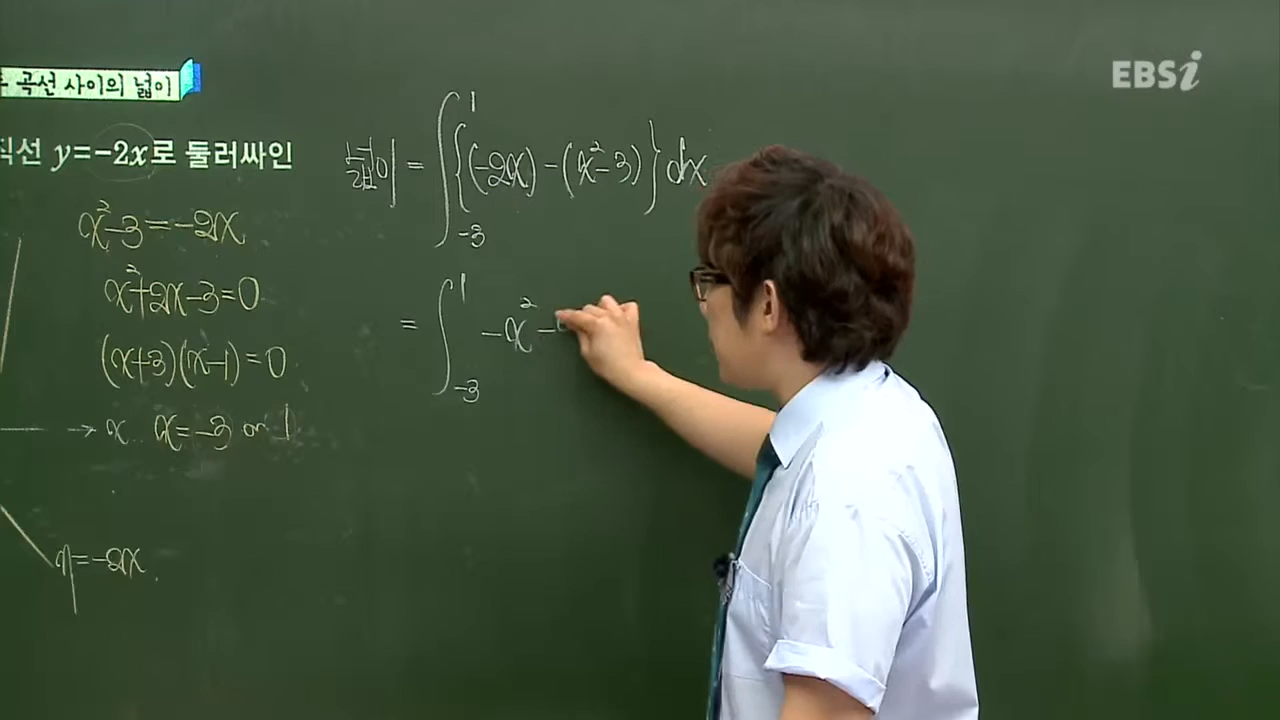 EBSi
곡선 사이의 넓이
직선 y=-2x로 둘러싸인
x²-3=-2x
x²+2x-3=0
(x+3)(x-1)=0
x x=-3 or 1
y=-2x
넓이 = ∫₋₃¹{(-2x)-(x²-3)}dx
= ∫₋₃¹ -x²-